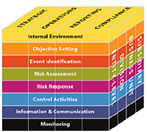 STRATEGIC
OPERATIONS
REPORTING
COMPLIANCE
Internal Environment
Objective Setting
Event Identification
Risk Assessment
Risk Response
Control Activities
Information & Communication
Monitoring